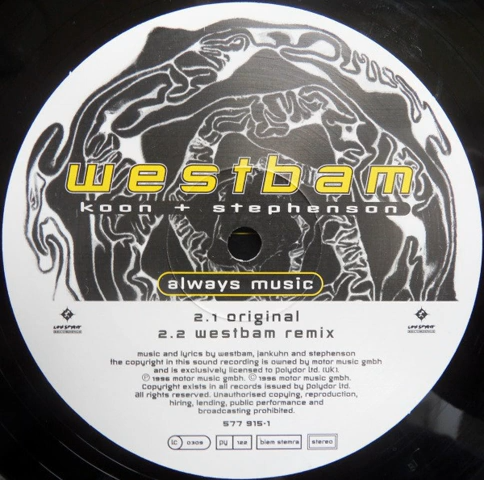 westbam
koon + stephenson
always music
2.1 original
2.2 westbam remix
music and lyrics by westbam, jankuhn and stephenson
the copyright in this sound recording is owned by motor music gmbh
and is exclusively licensed to Polydor Ltd. (UK).
℗ 1996 motor music gmbh. © 1996 motor music gmbh.
Copyright exists in all records issued by Polydor Ltd.
all rights reserved. Unauthorised copying, reproduction,
hiring, lending, public performance and
broadcasting prohibited.
577 915-1
lc 0309 py 122 biem stemra stereo